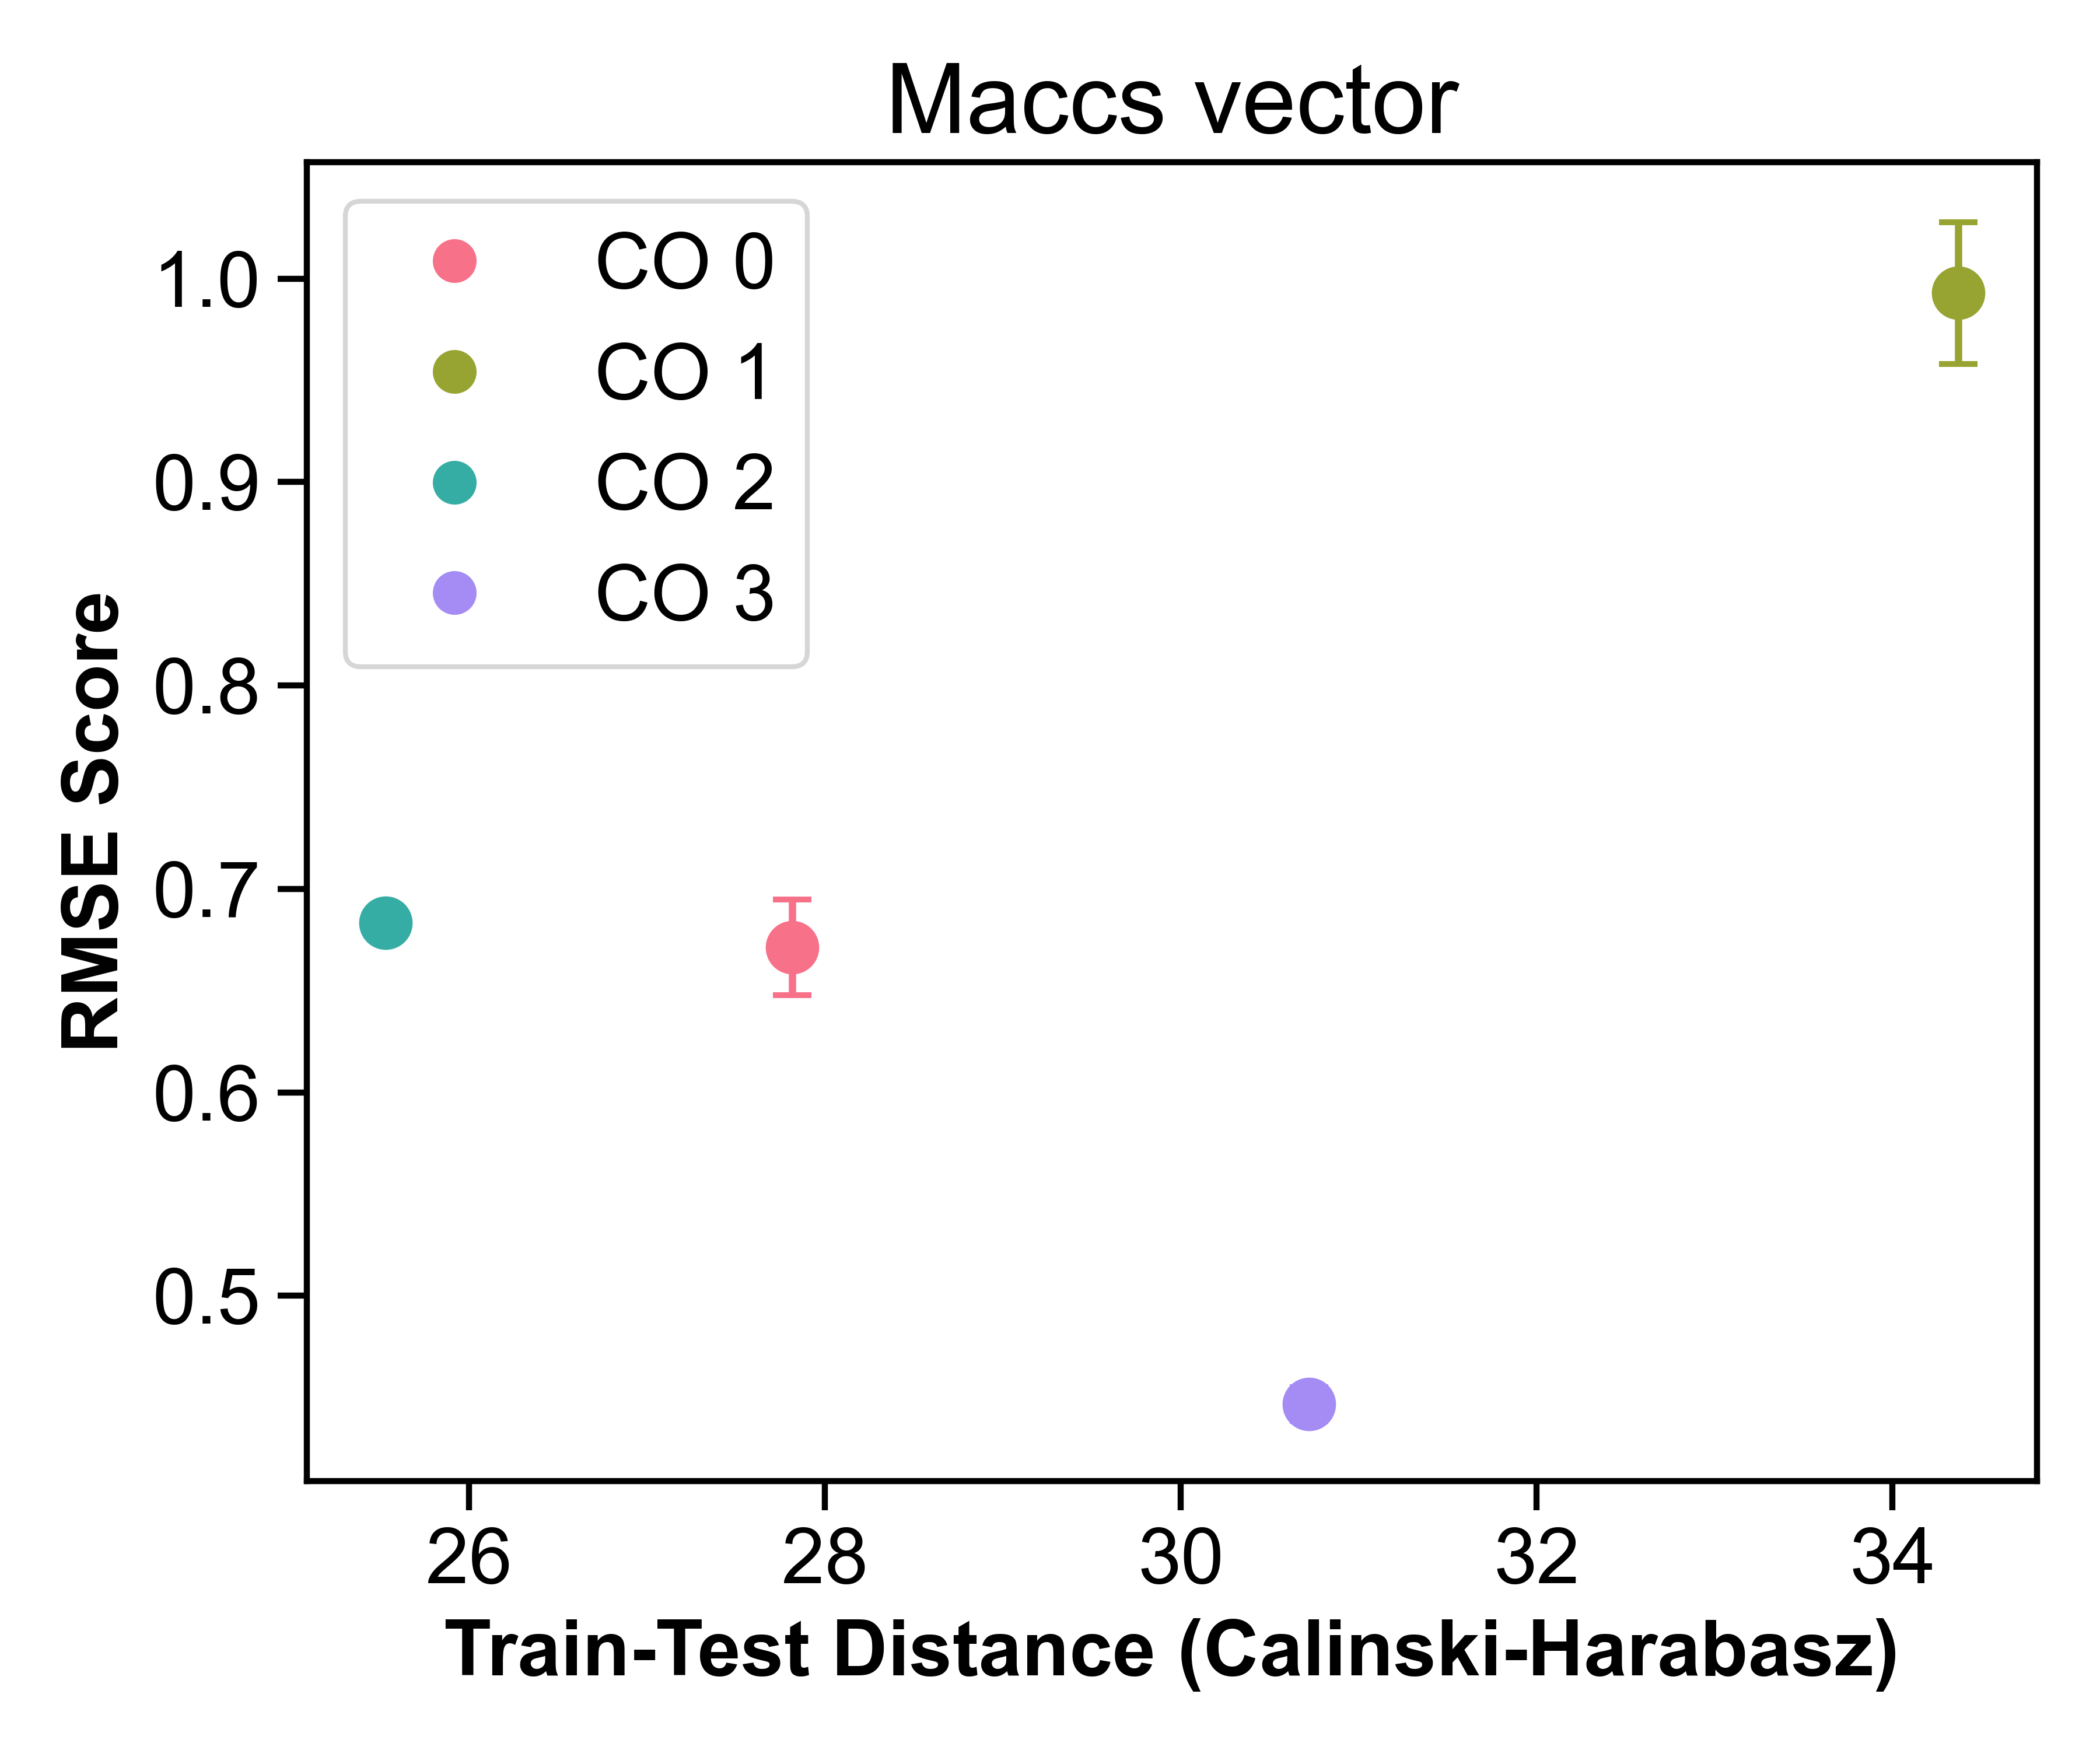 Maccs vector
CO 0
CO 1
CO 2
CO 3
1.0
0.9
0.8
0.7
0.6
0.5
RMSE Score
26 28 30 32 34
Train-Test Distance (Calinski-Harabasz)